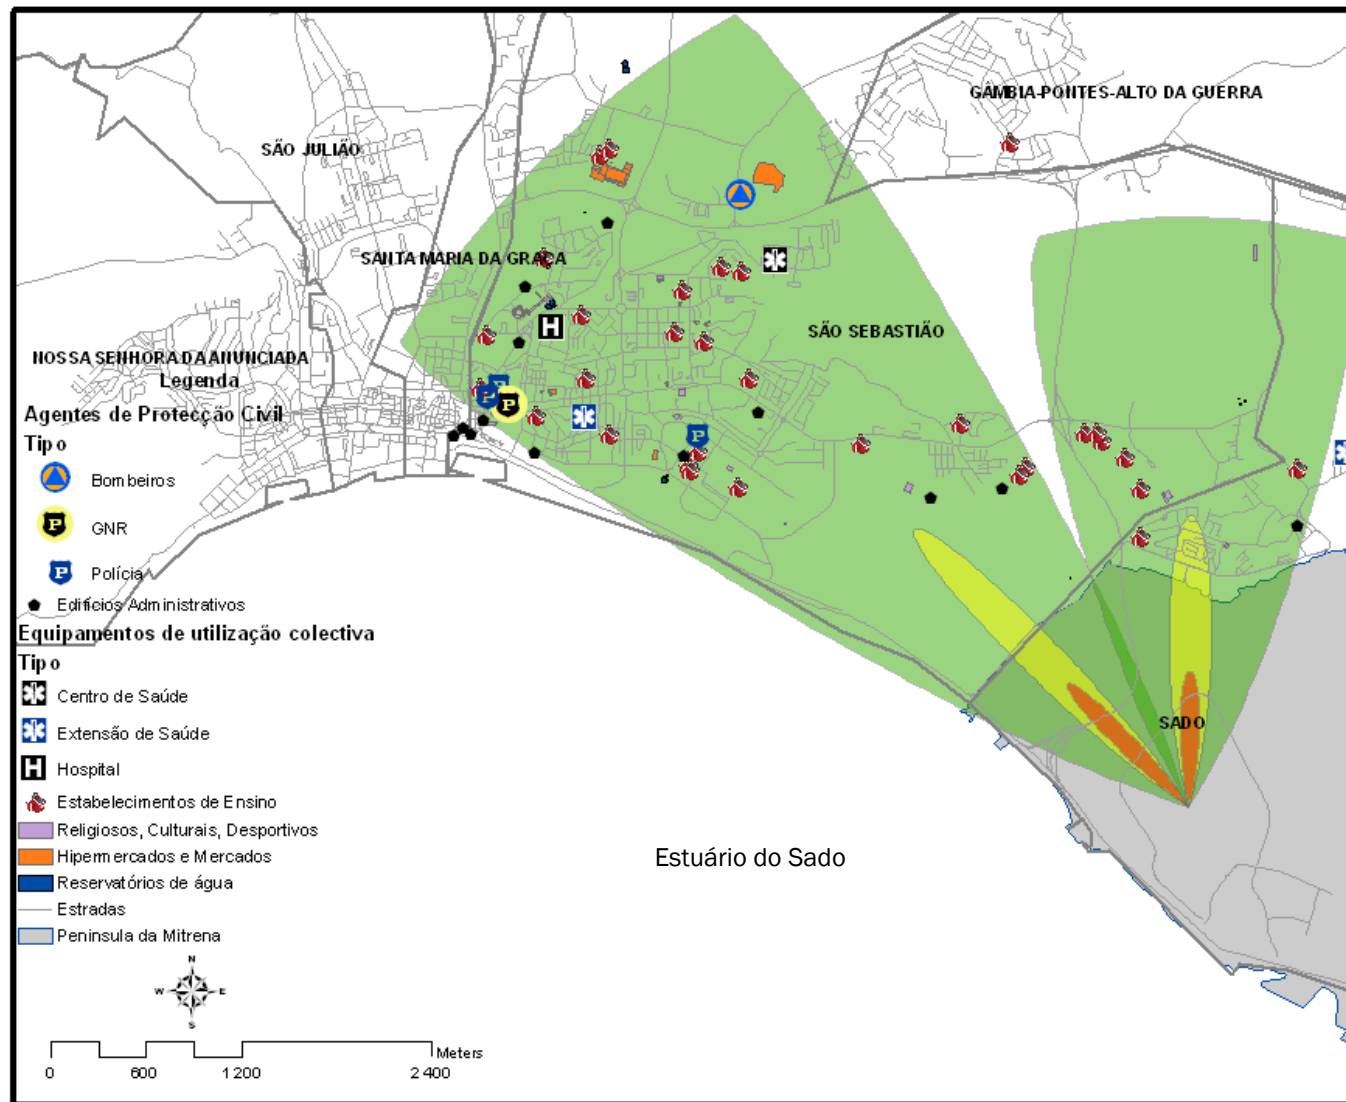 GAMBIA-PONTES-ALTO DA GUERRA
SÃO JULIÃO
SANTA MARIA DA GRAÇA
SÃO SEBASTIÃO
NOSSA SENHORA DA ANUNCIADA
Legenda
Agentes de Protecção Civil
Tipo
Bombeiros
P GNR
P Polícia
Edifícios Administrativos
Equipamentos de utilização colectiva
Tipo
Centro de Saúde
Extensão de Saúde
H Hospital
Estabelecimentos de Ensino
Religiosos, Culturais, Desportivos
Hipermercados e Mercados
Reservatórios de água
Estradas
Peninsula da Mitrena
H
P
P
P
P
SADO
Estuário do Sado
N
W E
S
Meters
0 600 1 200 2 400